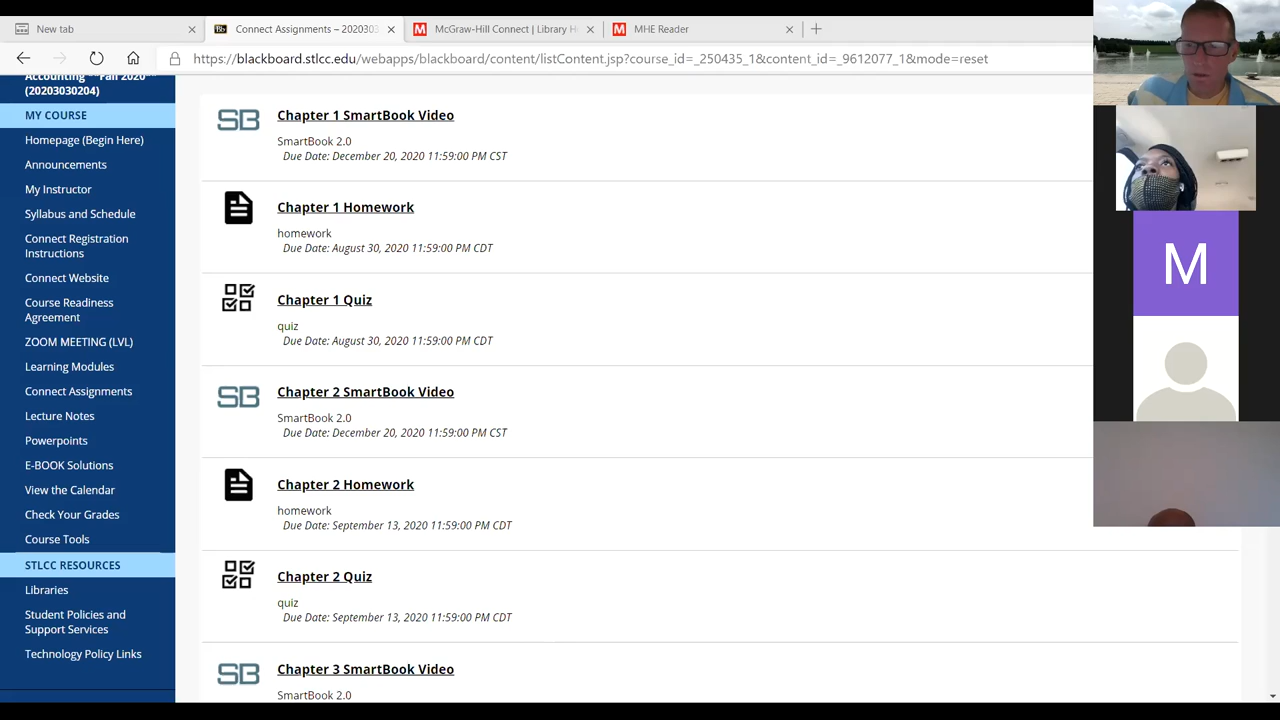 New tab
Connect Assignments – 202030
McGraw-Hill Connect | Library H
MHE Reader
https://blackboard.stlcc.edu/webapps/blackboard/content/listContent.jsp?course_id=_250435_1&content_id=_9612077_1&mode=reset
Accounting Fall 2020
(20203030204)
MY COURSE
Homepage (Begin Here)
Announcements
My Instructor
Syllabus and Schedule
Connect Registration
Instructions
Connect Website
Course Readiness
Agreement
ZOOM MEETING (LVL)
Learning Modules
Connect Assignments
Lecture Notes
Powerpoints
E-BOOK Solutions
View the Calendar
Check Your Grades
Course Tools
STLCC RESOURCES
Libraries
Student Policies and
Support Services
Technology Policy Links
SB
Chapter 1 SmartBook Video
SmartBook 2.0
Due Date: December 20, 2020 11:59:00 PM CST
Chapter 1 Homework
homework
Due Date: August 30, 2020 11:59:00 PM CDT
Chapter 1 Quiz
quiz
Due Date: August 30, 2020 11:59:00 PM CDT
SB
Chapter 2 SmartBook Video
SmartBook 2.0
Due Date: December 20, 2020 11:59:00 PM CST
Chapter 2 Homework
homework
Due Date: September 13, 2020 11:59:00 PM CDT
Chapter 2 Quiz
quiz
Due Date: September 13, 2020 11:59:00 PM CDT
SB
Chapter 3 SmartBook Video
SmartBook 2.0
M